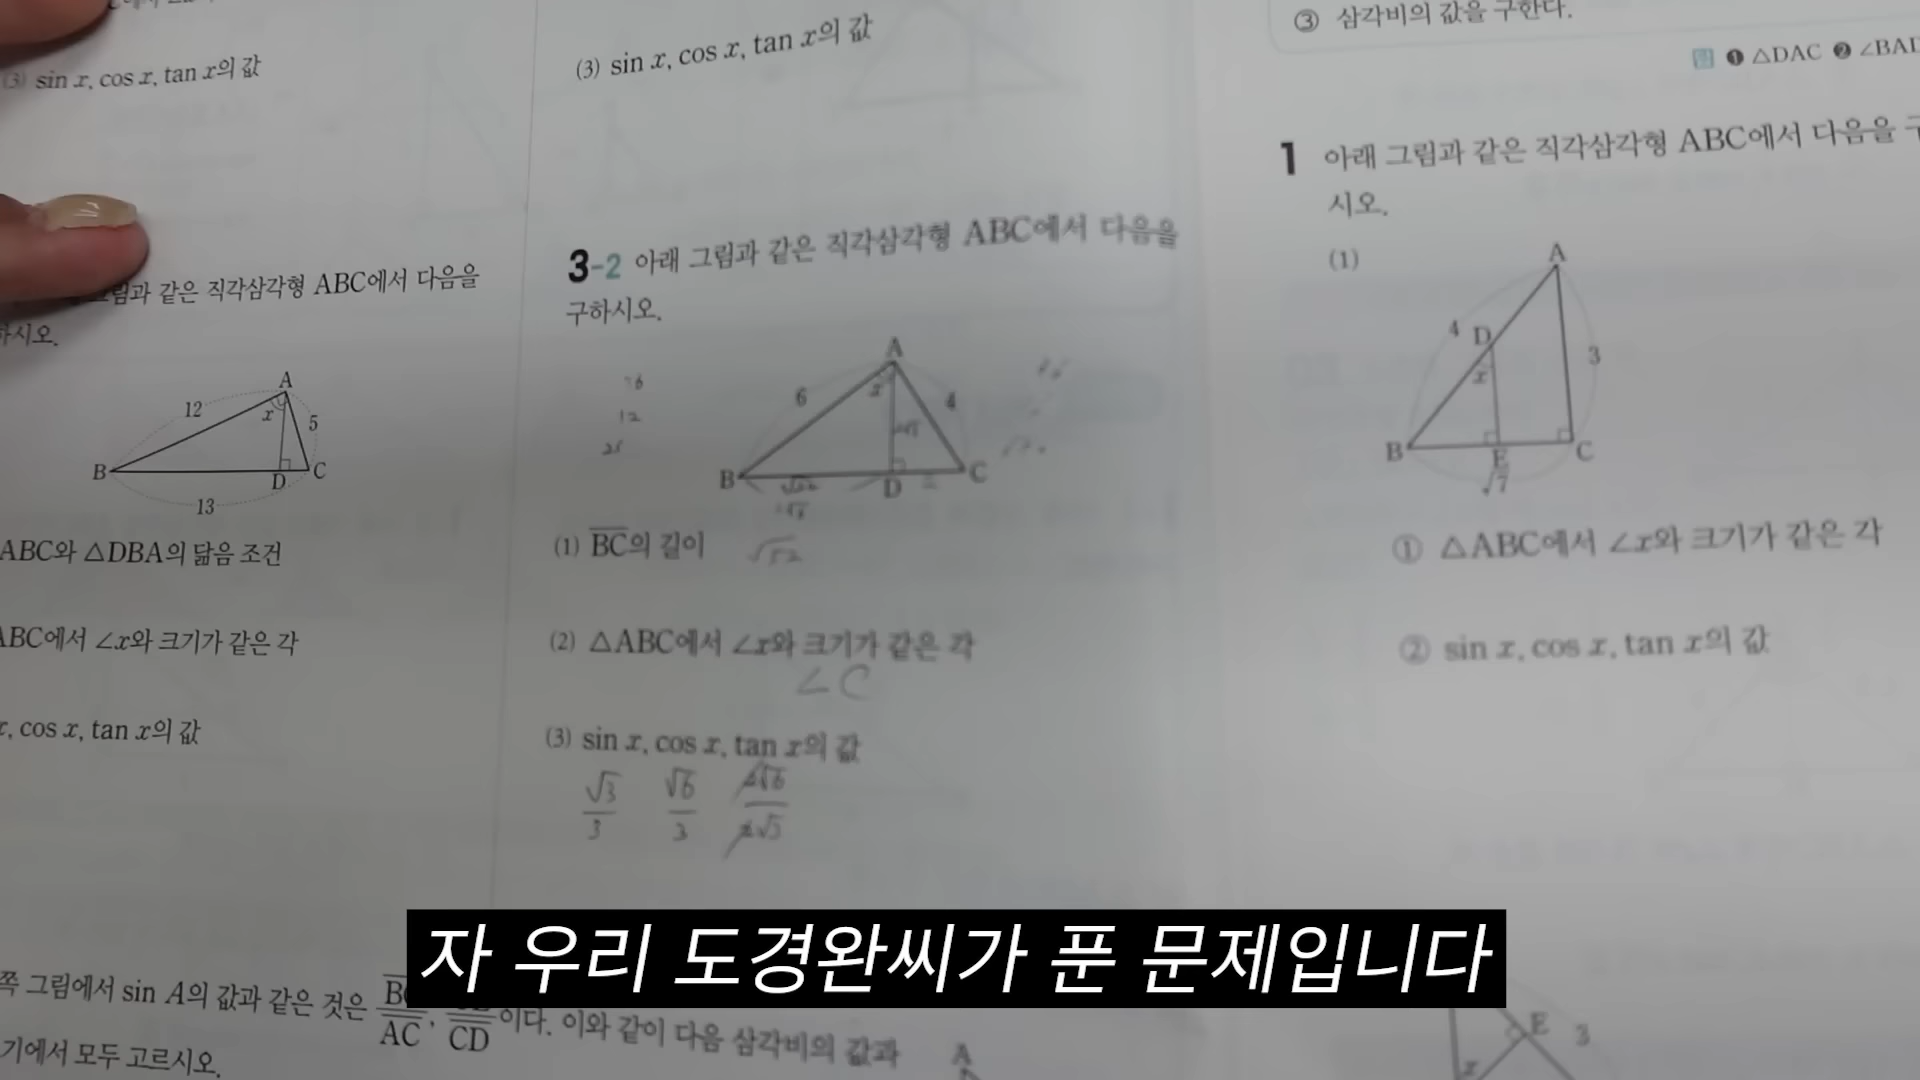 (3) sin x, cos x, tan x의 값
그림과 같은 직각삼각형 ABC에서 다음을
하시오.
A
12
x
5
B
D
C
13
ABC와 △DBA의 닮음 조건
ABC에서 ∠x와 크기가 같은 각
x, cos x, tan x의 값
쪽 그림에서 sin A의 값과 같은 것은
AC
CD
이다. 이와 같이 다음 삼각비의 값과
기에서 모두 고르시오.
(3) sin x, cos x, tan x의 값
3-2 아래 그림과 같은 직각삼각형 ABC에서 다음을
구하시오.
A
6
x
4
12
B
D
C
(1) BC의 길이 √52
(2) △ABC에서 ∠x와 크기가 같은 각
∠C
(3) sin x, cos x, tan x의 값
√3/3 √6/3
A
③ 삼각비의 값을 구한다.
답 ❶ △DAC ❷ ∠BAD
1 아래 그림과 같은 직각삼각형 ABC에서 다음을 구
시오.
(1)
A
4
D
3
x
B
E
C
√7
① △ABC에서 ∠x와 크기가 같은 각
② sin x, cos x, tan x의 값
E
3
x
자 우리 도경완씨가 푼 문제입니다